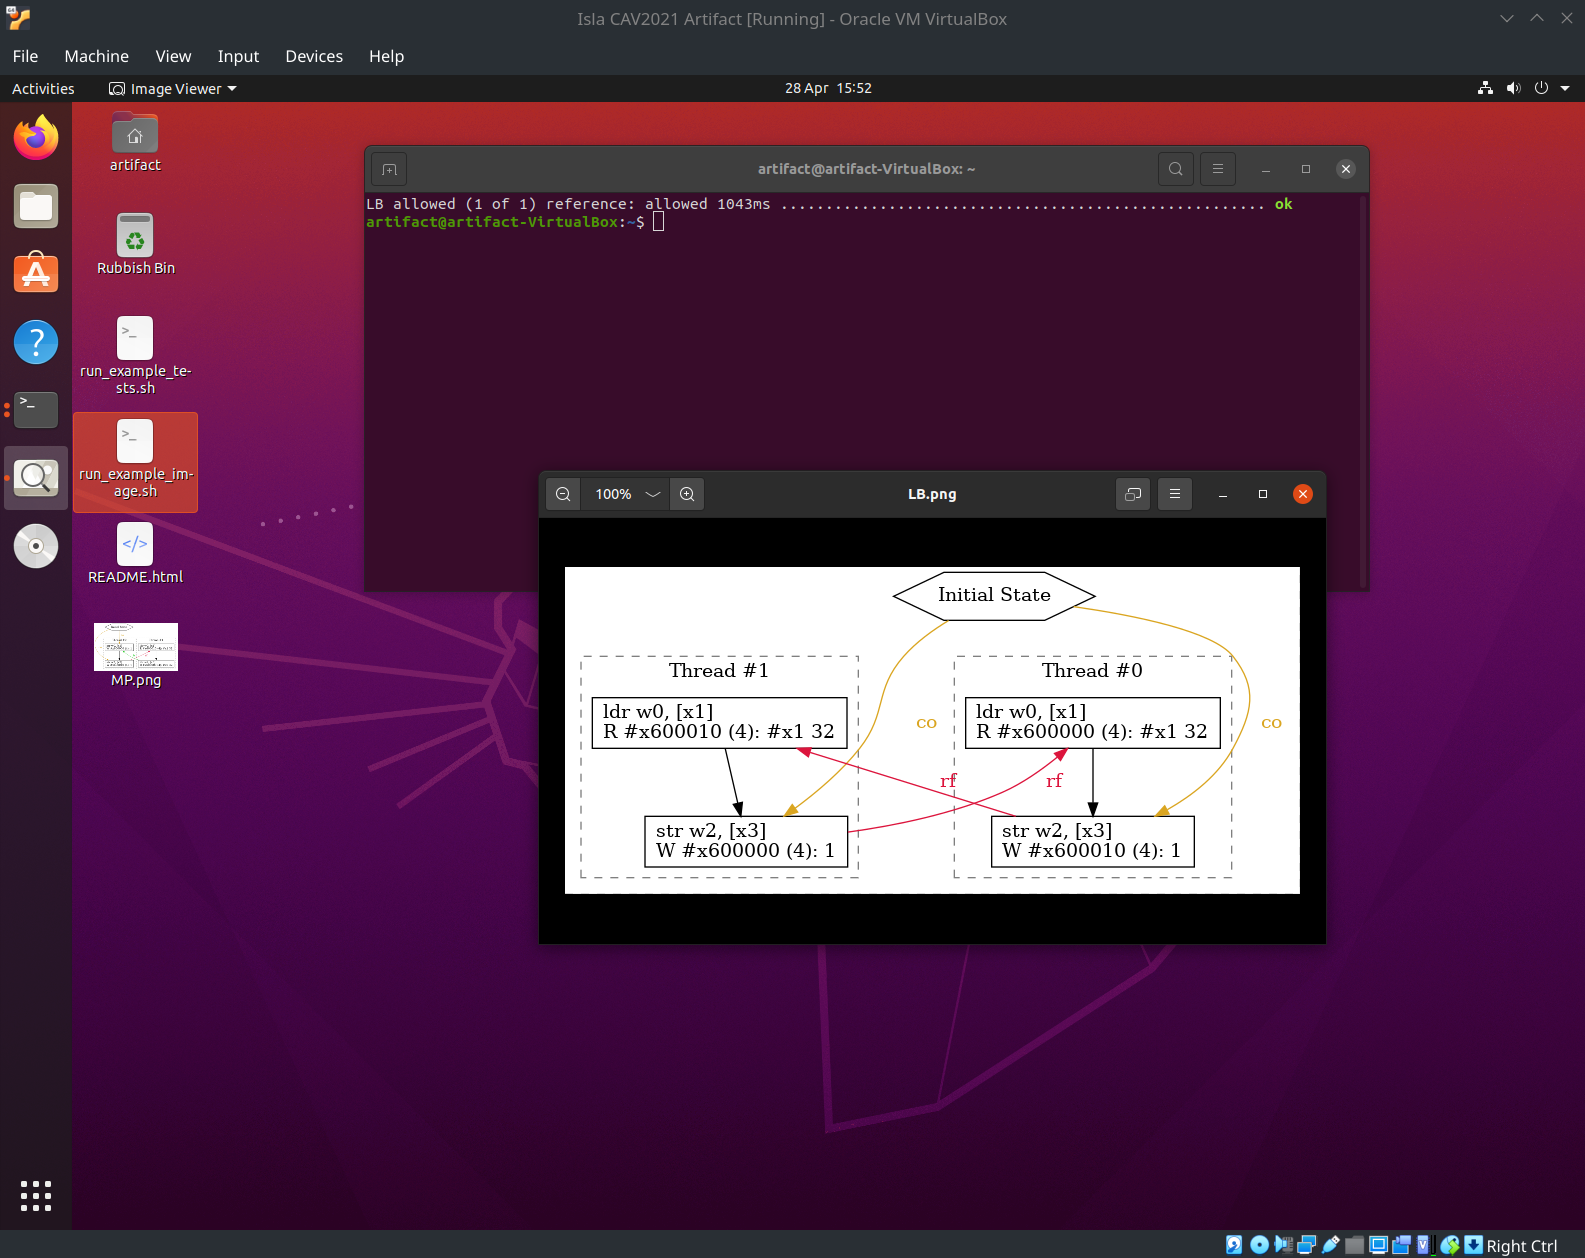 Isla CAV2021 Artifact [Running] - Oracle VM VirtualBox
File Machine View Input Devices Help
Activities Image Viewer 28 Apr 15:52
artifact
Rubbish Bin
run_example_te-
sts.sh
run_example_im-
age.sh
README.html
MP.png
artifact@artifact-VirtualBox: ~
LB allowed (1 of 1) reference: allowed 1043ms ...................................................... ok
artifact@artifact-VirtualBox:~$
100% LB.png
Initial State
Thread #1
ldr w0, [x1]
R #x600010 (4): #x1 32
str w2, [x3]
W #x600000 (4): 1
Thread #0
ldr w0, [x1]
R #x600000 (4): #x1 32
str w2, [x3]
W #x600010 (4): 1
co
co
rf
rf
Right Ctrl